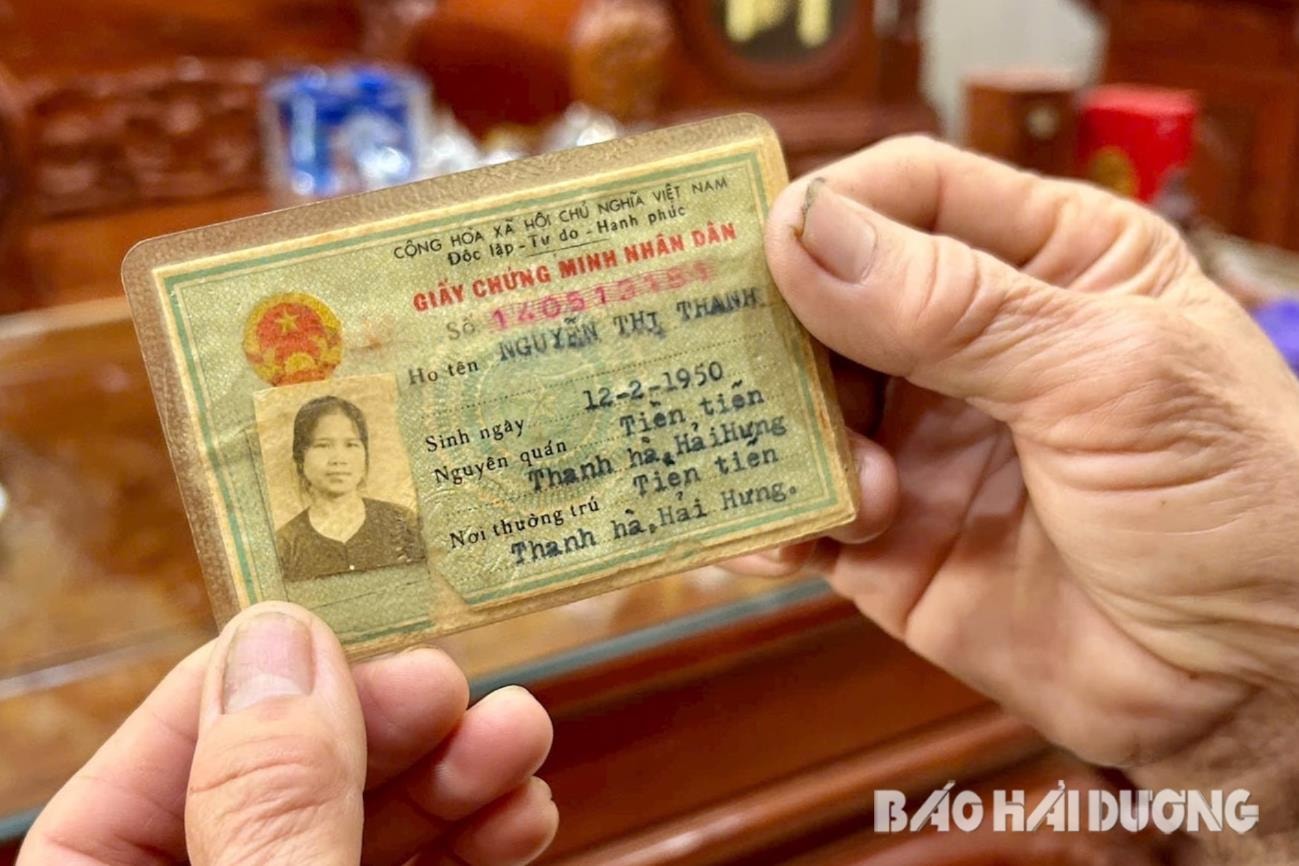 CỘNG HÒA XÃ HỘI CHỦ NGHĨA VIỆT NAM
Độc lập - Tự do - Hạnh phúc
GIẤY CHỨNG MINH NHÂN DÂN
Số
Họ tên NGUYỄN THỊ THANH
Sinh ngày 12-2-1950
Nguyên quán Tiền tiến
Thanh hà, Hải Hưng
Nơi thường trú Tiền tiến
Thanh hà, Hải Hưng.
BÁO HẢI DƯƠNG